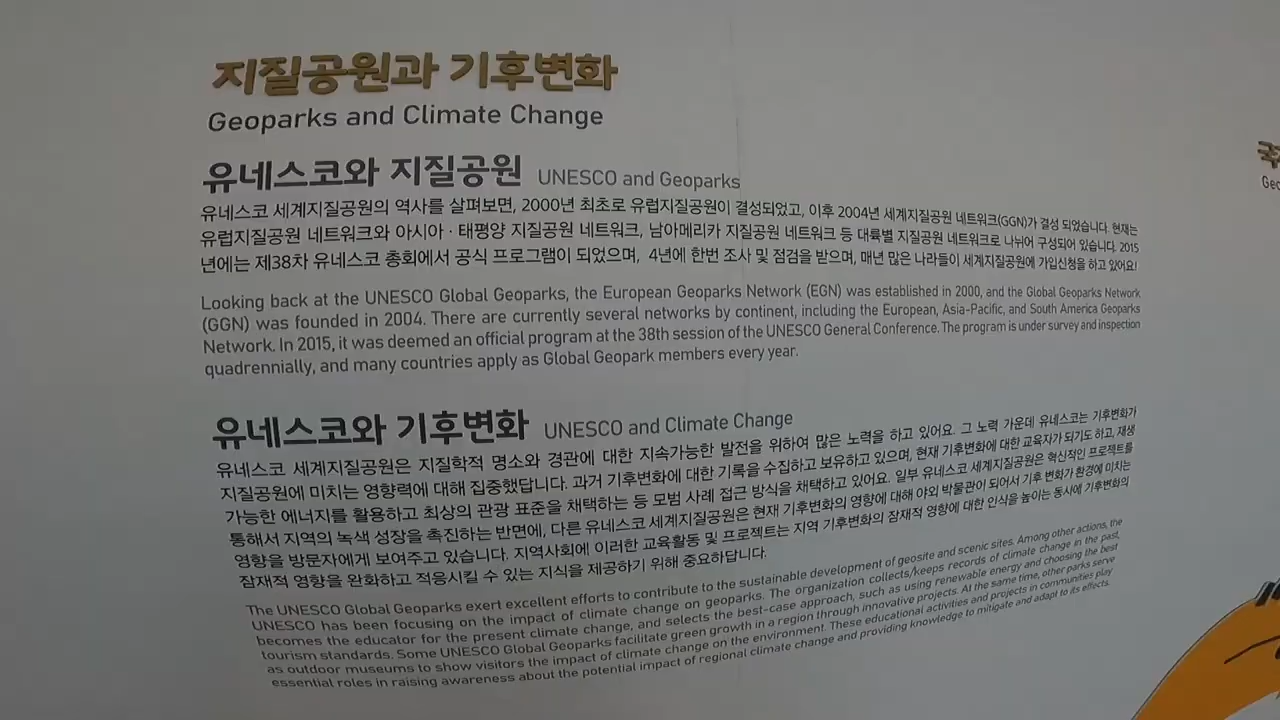 지질공원과 기후변화
Geoparks and Climate Change
유네스코와 지질공원 UNESCO and Geoparks
유네스코 세계지질공원의 역사를 살펴보면, 2000년 최초로 유럽지질공원이 결성되었고, 이후 2004년 세계지질공원 네트워크(GGN)가 결성 되었습니다. 현재는
유럽지질공원 네트워크와 아시아·태평양 지질공원 네트워크, 남아메리카 지질공원 네트워크 등 대륙별 지질공원 네트워크로 나뉘어 구성되어 있습니다. 2015
년에는 제38차 유네스코 총회에서 공식 프로그램이 되었으며, 4년에 한번 조사 및 점검을 받으며, 매년 많은 나라들이 세계지질공원에 가입신청을 하고 있어요!
Looking back at the UNESCO Global Geoparks, the European Geoparks Network (EGN) was established in 2000, and the Global Geoparks Network
(GGN) was founded in 2004. There are currently several networks by continent, including the European, Asia-Pacific, and South America Geoparks
Network. In 2015, it was deemed an official program at the 38th session of the UNESCO General Conference. The program is under survey and inspection
quadrennially, and many countries apply as Global Geopark members every year.
유네스코와 기후변화 UNESCO and Climate Change
유네스코 세계지질공원은 지질학적 명소와 경관에 대한 지속가능한 발전을 위하여 많은 노력을 하고 있어요. 그 노력 가운데 유네스코는 기후변화가
지질공원에 미치는 영향력에 대해 집중했답니다. 과거 기후변화에 대한 기록을 수집하고 보유하고 있으며, 현재 기후변화에 대한 교육자가 되기도 하고, 재생
가능한 에너지를 활용하고 최상의 관광 표준을 채택하는 등 모범 사례 접근 방식을 채택하고 있어요. 일부 유네스코 세계지질공원은 혁신적인 프로젝트를
통해서 지역의 녹색 성장을 촉진하는 반면에, 다른 유네스코 세계지질공원은 현재 기후변화의 영향에 대해 야외 박물관이 되어서 기후 변화가 환경에 미치는
영향을 방문자에게 보여주고 있습니다. 지역사회에 이러한 교육활동 및 프로젝트는 지역 기후변화의 잠재적 영향에 대한 인식을 높이는 동시에 기후변화의
잠재적 영향을 완화하고 적응시킬 수 있는 지식을 제공하기 위해 중요하답니다.
The UNESCO Global Geoparks exert excellent efforts to contribute to the sustainable development of geosite and scenic sites. Among other actions, the
UNESCO has been focusing on the impact of climate change on geoparks. The organization collects/keeps records of climate change in the past,
becomes the educator for the present climate change, and selects the best-case approach, such as using renewable energy and choosing the best
tourism standards. Some UNESCO Global Geoparks facilitate green growth in a region through innovative projects. At the same time, other parks serve
as outdoor museums to show visitors the impact of climate change on the environment. These educational activities and projects in communities play
essential roles in raising awareness about the potential impact of regional climate change and providing knowledge to mitigate and adapt to its effects.